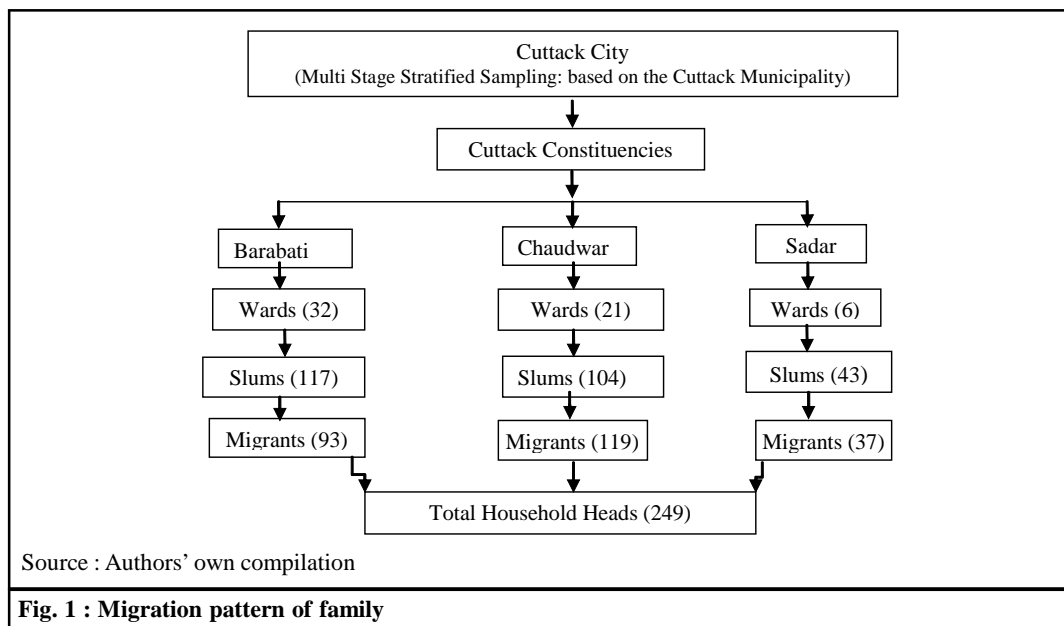 Cuttack City
(Multi Stage Stratified Sampling: based on the Cuttack Municipality)
Cuttack Constituencies
Barabati
Chaudwar
Sadar
Wards (32)
Wards (21)
Wards (6)
Slums (117)
Slums (104)
Slums (43)
Migrants (93)
Migrants (119)
Migrants (37)
Total Household Heads (249)
Source : Authors’ own compilation
Fig. 1 : Migration pattern of family